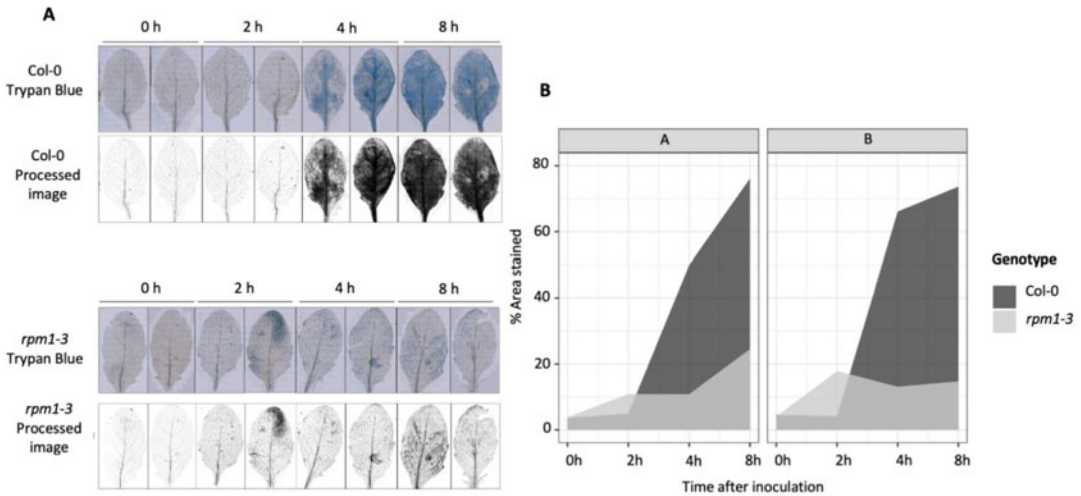 A
0 h 2 h 4 h 8 h
Col-0
Trypan Blue
Col-0
Processed
image
0 h 2 h 4 h 8 h
rpm1-3
Trypan Blue
rpm1-3
Processed
image
B
A B
80
60
40
20
0
% Area stained
0h 2h 4h 8h 0h 2h 4h 8h
Time after inoculation
Genotype
Col-0
rpm1-3